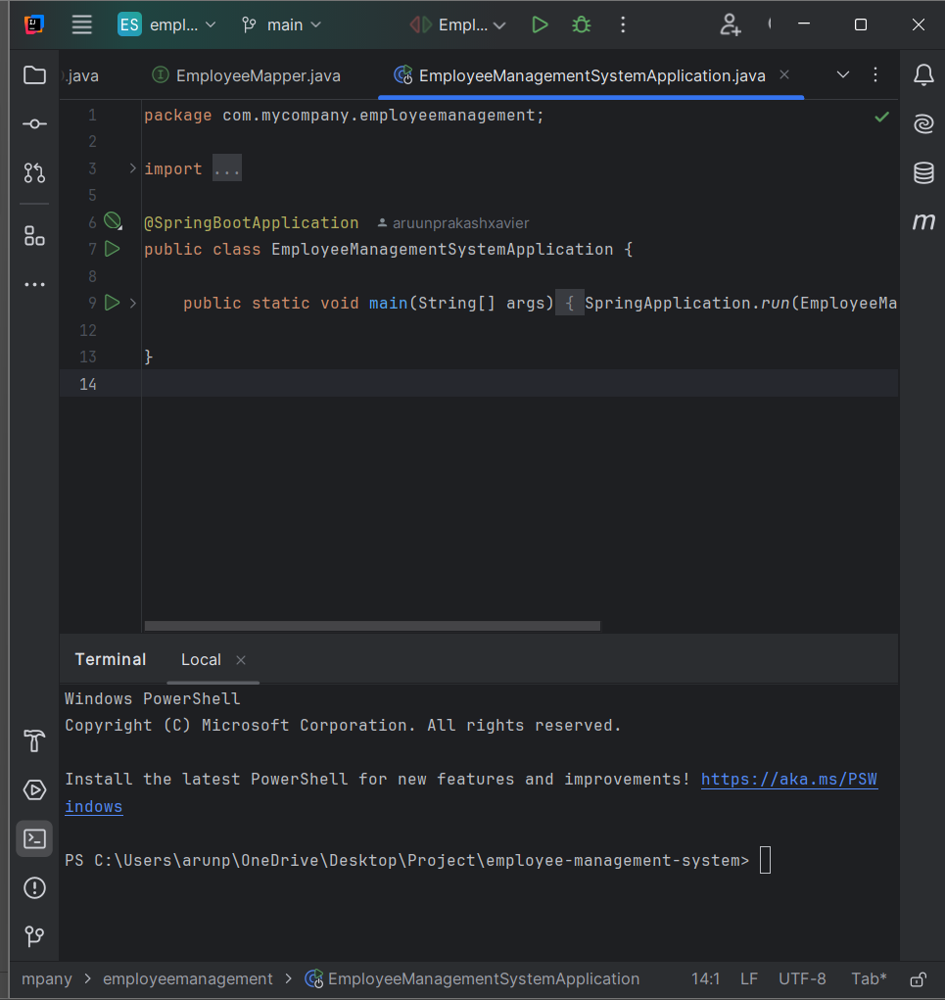 ES empl... main Empl...
.java EmployeeMapper.java EmployeeManagementSystemApplication.java
1 package com.mycompany.employeemanagement;
2
3 import ...
5
6 @SpringBootApplication aruunprakashxavier
7 public class EmployeeManagementSystemApplication {
8
9 public static void main(String[] args) { SpringApplication.run(EmployeeMa
12
13 }
14
m
Terminal Local
Windows PowerShell
Copyright (C) Microsoft Corporation. All rights reserved.
Install the latest PowerShell for new features and improvements! https://aka.ms/PSW
indows
PS C:\Users\arunp\OneDrive\Desktop\Project\employee-management-system>
mpany > employeemanagement > EmployeeManagementSystemApplication 14:1 LF UTF-8 Tab*